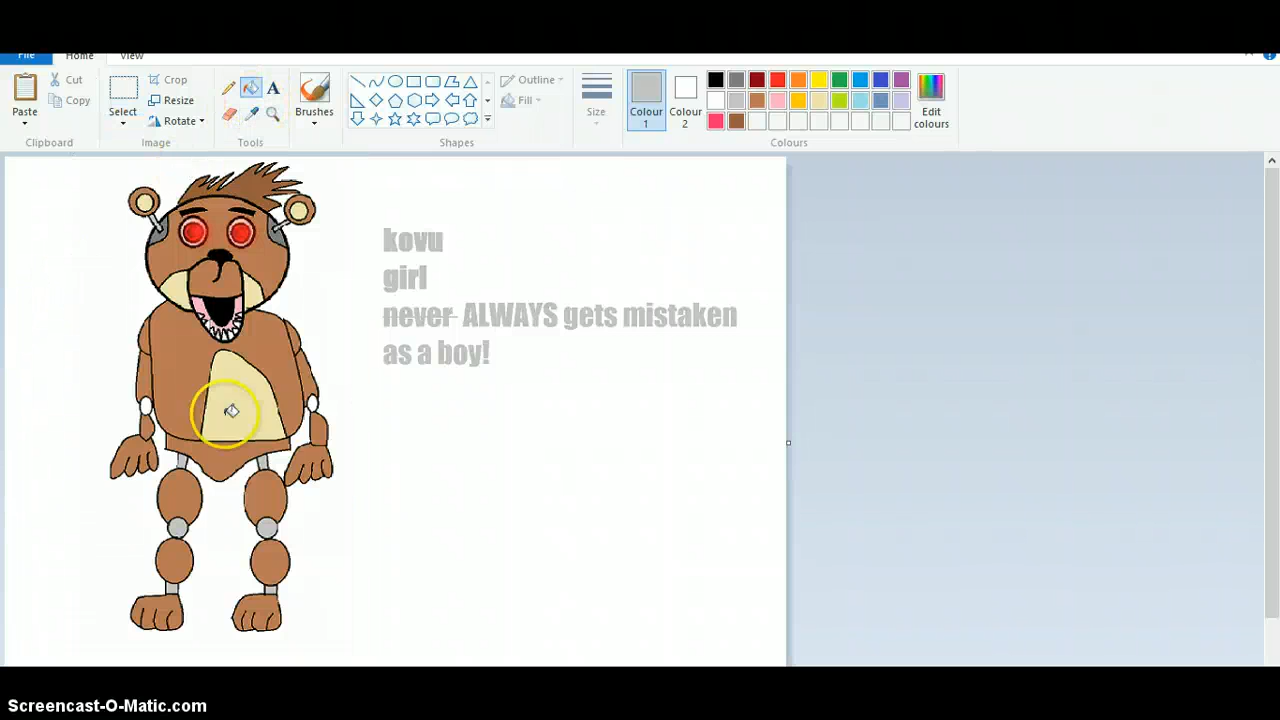 File Home View
Cut Crop Outline
Copy Resize Fill
Paste Select Rotate Brushes Size Colour 1 Colour 2 Edit colours
Clipboard Image Tools Shapes Colours
kovu
girl
never ALWAYS gets mistaken
as a boy!
Screencast-O-Matic.com